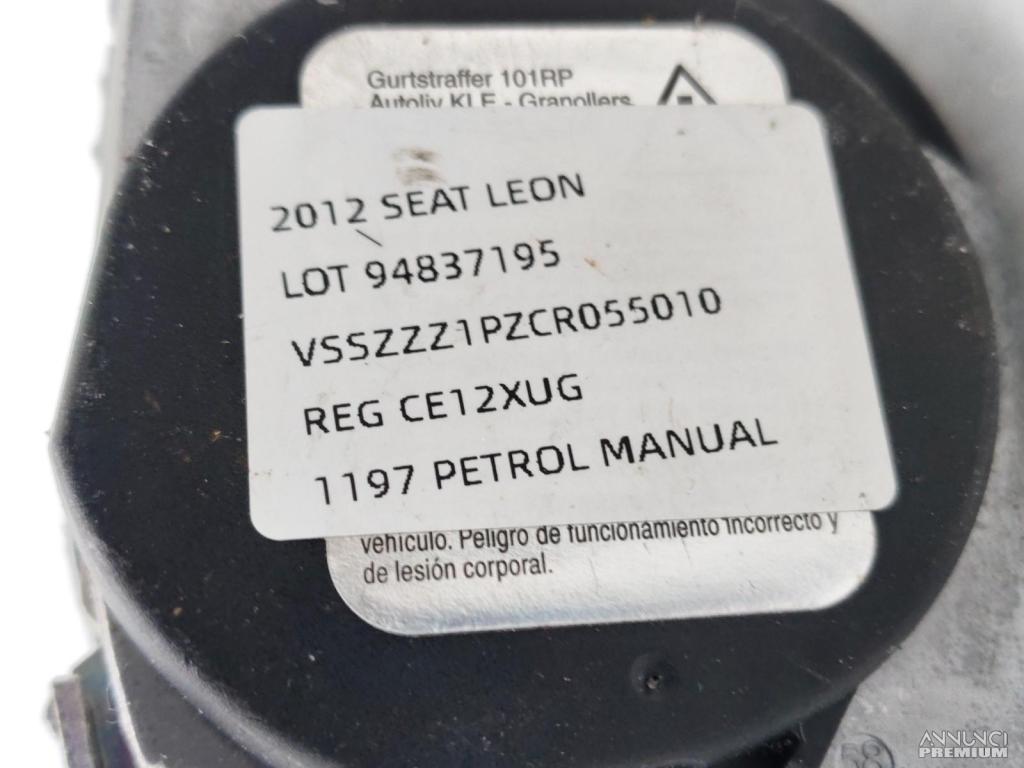 Gurtstraffer 101RP
Autoliv KLE - Granollers
2012 SEAT LEON
LOT 94837195
VSSZZZ1PZCR055010
REG CE12XUG
1197 PETROL MANUAL
vehículo. Peligro de funcionamiento incorrecto y
de lesión corporal.
58
ANNUNCI
PREMIUM